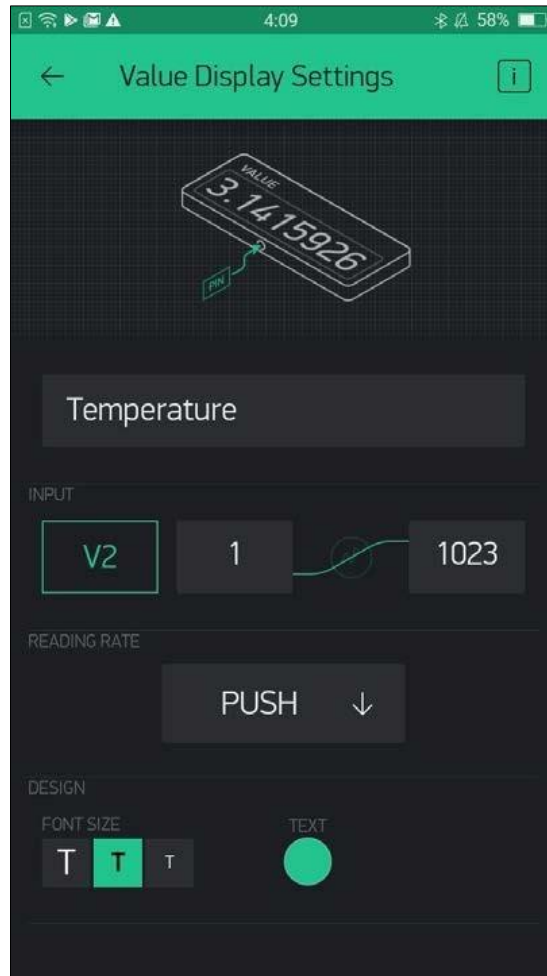 4:09 58%
← Value Display Settings i
VALUE
3.1415926
PIN
Temperature
INPUT
V2 1 1023
READING RATE
PUSH ↓
DESIGN
FONT SIZE TEXT
T T T